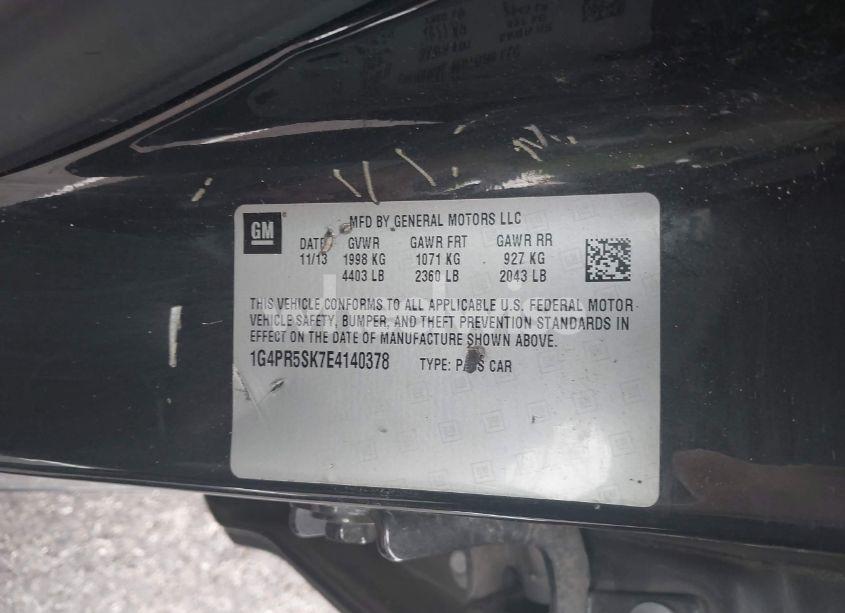 GM
MFD BY GENERAL MOTORS LLC
DATE GVWR GAWR FRT GAWR RR
11/13 1998 KG 1071 KG 927 KG
4403 LB 2360 LB 2043 LB
THIS VEHICLE CONFORMS TO ALL APPLICABLE U.S. FEDERAL MOTOR
VEHICLE SAFETY, BUMPER, AND THEFT PREVENTION STANDARDS IN
EFFECT ON THE DATE OF MANUFACTURE SHOWN ABOVE.
1G4PR5SK7E4140378 TYPE: PASS CAR